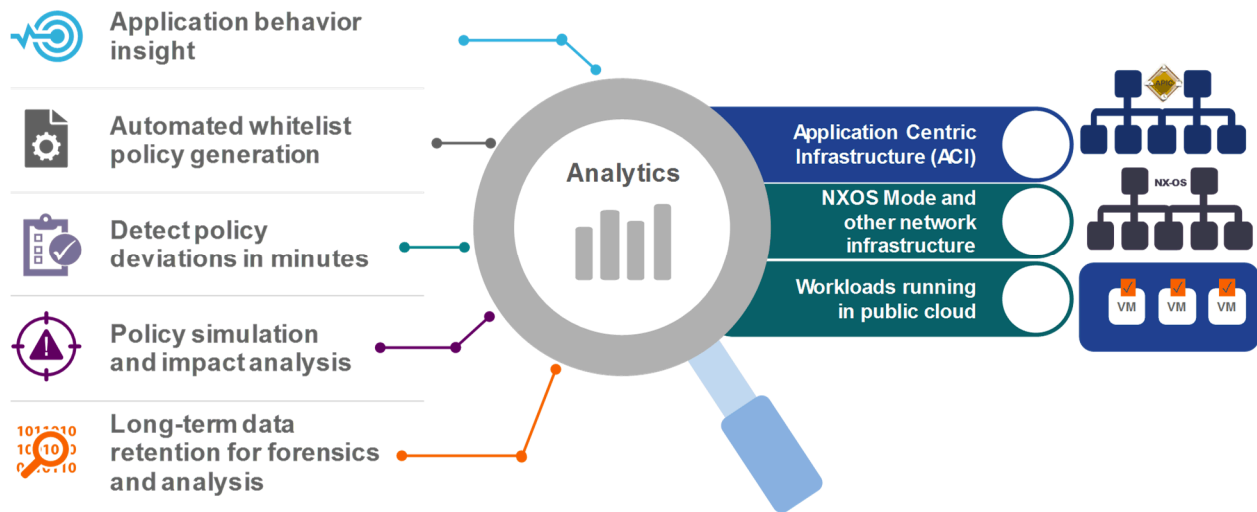 Application behavior
insight
Automated whitelist
policy generation
Detect policy
deviations in minutes
Policy simulation
and impact analysis
1011010
Long-term data
retention for forensics
and analysis
Analytics
Application Centric
Infrastructure (ACI)
NXOS Mode and
other network
infrastructure
Workloads running
in public cloud
APIC
NX-OS
VM
VM
VM